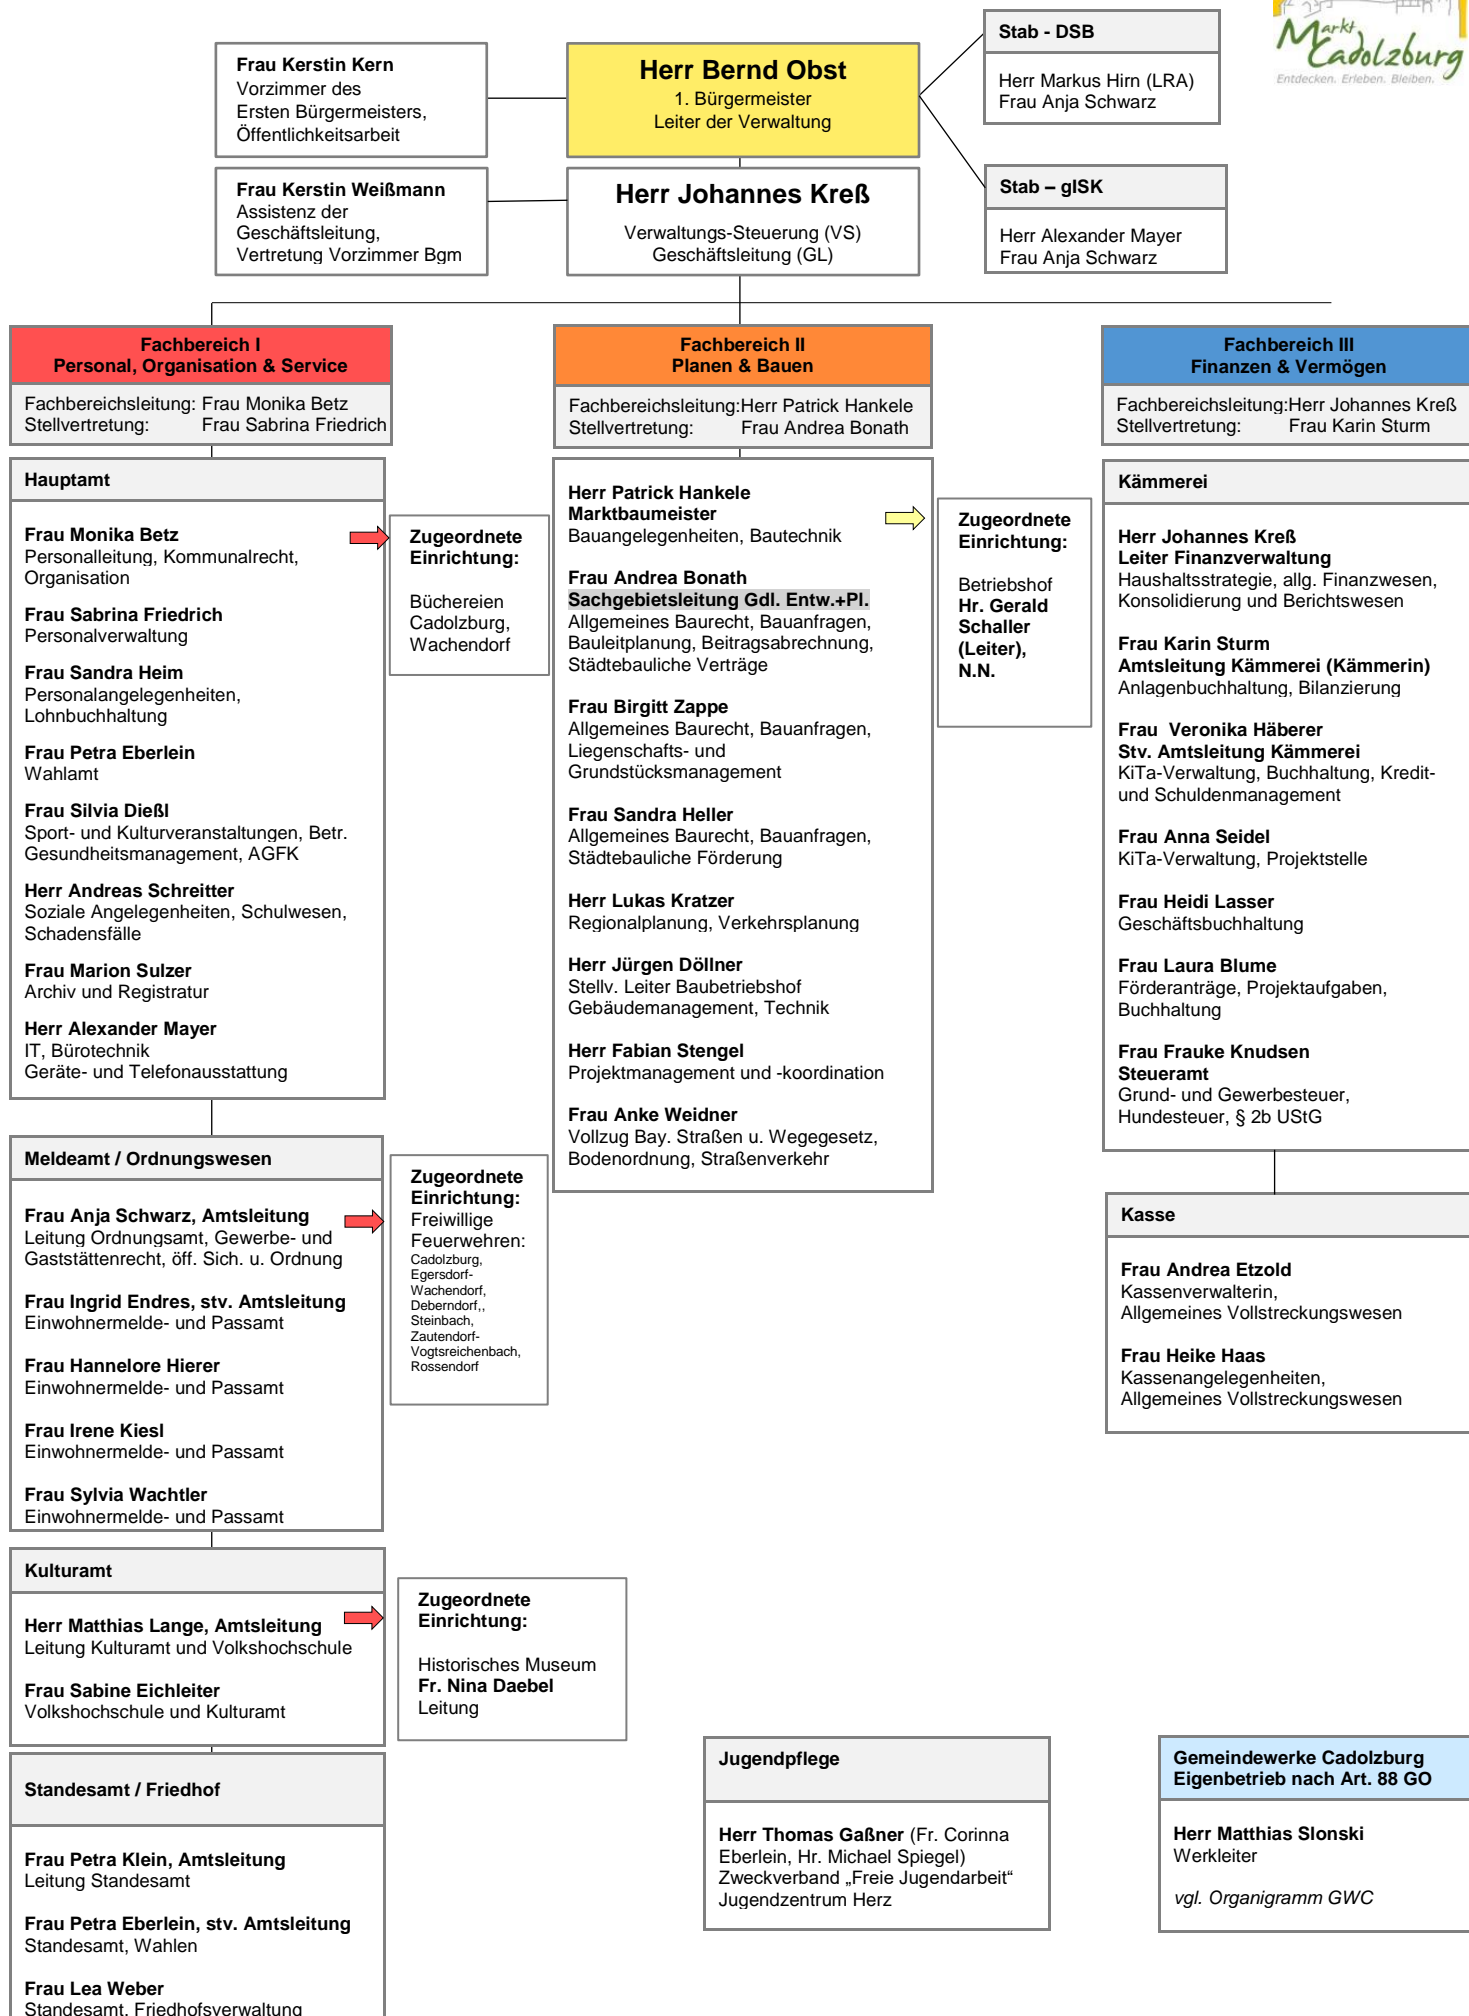 Markt
Cadolzburg
Entdecken. Erleben. Bleiben.
Frau Kerstin Kern
Vorzimmer des
Ersten Bürgermeisters,
Öffentlichkeitsarbeit
Herr Bernd Obst
1. Bürgermeister
Leiter der Verwaltung
Stab - DSB
Herr Markus Hirn (LRA)
Frau Anja Schwarz
Frau Kerstin Weißmann
Assistenz der
Geschäftsleitung,
Vertretung Vorzimmer Bgm
Herr Johannes Kreß
Verwaltungs-Steuerung (VS)
Geschäftsleitung (GL)
Stab – gISK
Herr Alexander Mayer
Frau Anja Schwarz
Fachbereich I
Personal, Organisation & Service
Fachbereichsleitung: Frau Monika Betz
Stellvertretung: Frau Sabrina Friedrich
Hauptamt
Frau Monika Betz
Personalleitung, Kommunalrecht,
Organisation
Frau Sabrina Friedrich
Personalverwaltung
Frau Sandra Heim
Personalangelegenheiten,
Lohnbuchhaltung
Frau Petra Eberlein
Wahlamt
Frau Silvia Dießl
Sport- und Kulturveranstaltungen, Betr.
Gesundheitsmanagement, AGFK
Herr Andreas Schreitter
Soziale Angelegenheiten, Schulwesen,
Schadensfälle
Frau Marion Sulzer
Archiv und Registratur
Herr Alexander Mayer
IT, Bürotechnik
Geräte- und Telefonausstattung
Zugeordnete
Einrichtung:
Büchereien
Cadolzburg,
Wachendorf
Meldeamt / Ordnungswesen
Frau Anja Schwarz, Amtsleitung
Leitung Ordnungsamt, Gewerbe- und
Gaststättenrecht, öff. Sich. u. Ordnung
Frau Ingrid Endres, stv. Amtsleitung
Einwohnermelde- und Passamt
Frau Hannelore Hierer
Einwohnermelde- und Passamt
Frau Irene Kiesl
Einwohnermelde- und Passamt
Frau Sylvia Wachtler
Einwohnermelde- und Passamt
Zugeordnete
Einrichtung:
Freiwillige
Feuerwehren:
Cadolzburg,
Egersdorf-
Wachendorf,
Deberndorf,,
Steinbach,
Zautendorf-
Vogtsreichenbach,
Rossendorf
Kulturamt
Herr Matthias Lange, Amtsleitung
Leitung Kulturamt und Volkshochschule
Frau Sabine Eichleiter
Volkshochschule und Kulturamt
Zugeordnete
Einrichtung:
Historisches Museum
Fr. Nina Daebel
Leitung
Standesamt / Friedhof
Frau Petra Klein, Amtsleitung
Leitung Standesamt
Frau Petra Eberlein, stv. Amtsleitung
Standesamt, Wahlen
Frau Lea Weber
Standesamt, Friedhofsverwaltung
Fachbereich II
Planen & Bauen
Fachbereichsleitung:Herr Patrick Hankele
Stellvertretung: Frau Andrea Bonath
Herr Patrick Hankele
Marktbaumeister
Bauangelegenheiten, Bautechnik
Frau Andrea Bonath
Sachgebietsleitung Gdl. Entw.+Pl.
Allgemeines Baurecht, Bauanfragen,
Bauleitplanung, Beitragsabrechnung,
Städtebauliche Verträge
Frau Birgitt Zappe
Allgemeines Baurecht, Bauanfragen,
Liegenschafts- und
Grundstücksmanagement
Frau Sandra Heller
Allgemeines Baurecht, Bauanfragen,
Städtebauliche Förderung
Herr Lukas Kratzer
Regionalplanung, Verkehrsplanung
Herr Jürgen Döllner
Stellv. Leiter Baubetriebshof
Gebäudemanagement, Technik
Herr Fabian Stengel
Projektmanagement und -koordination
Frau Anke Weidner
Vollzug Bay. Straßen u. Wegegesetz,
Bodenordnung, Straßenverkehr
Zugeordnete
Einrichtung:
Betriebshof
Hr. Gerald
Schaller
(Leiter),
N.N.
Fachbereich III
Finanzen & Vermögen
Fachbereichsleitung:Herr Johannes Kreß
Stellvertretung: Frau Karin Sturm
Kämmerei
Herr Johannes Kreß
Leiter Finanzverwaltung
Haushaltsstrategie, allg. Finanzwesen,
Konsolidierung und Berichtswesen
Frau Karin Sturm
Amtsleitung Kämmerei (Kämmerin)
Anlagenbuchhaltung, Bilanzierung
Frau Veronika Häberer
Stv. Amtsleitung Kämmerei
KiTa-Verwaltung, Buchhaltung, Kredit-
und Schuldenmanagement
Frau Anna Seidel
KiTa-Verwaltung, Projektstelle
Frau Heidi Lasser
Geschäftsbuchhaltung
Frau Laura Blume
Förderanträge, Projektaufgaben,
Buchhaltung
Frau Frauke Knudsen
Steueramt
Grund- und Gewerbesteuer,
Hundesteuer, § 2b UStG
Kasse
Frau Andrea Etzold
Kassenverwalterin,
Allgemeines Vollstreckungswesen
Frau Heike Haas
Kassenangelegenheiten,
Allgemeines Vollstreckungswesen
Jugendpflege
Herr Thomas Gaßner (Fr. Corinna
Eberlein, Hr. Michael Spiegel)
Zweckverband „Freie Jugendarbeit“
Jugendzentrum Herz
Gemeindewerke Cadolzburg
Eigenbetrieb nach Art. 88 GO
Herr Matthias Slonski
Werkleiter
vgl. Organigramm GWC